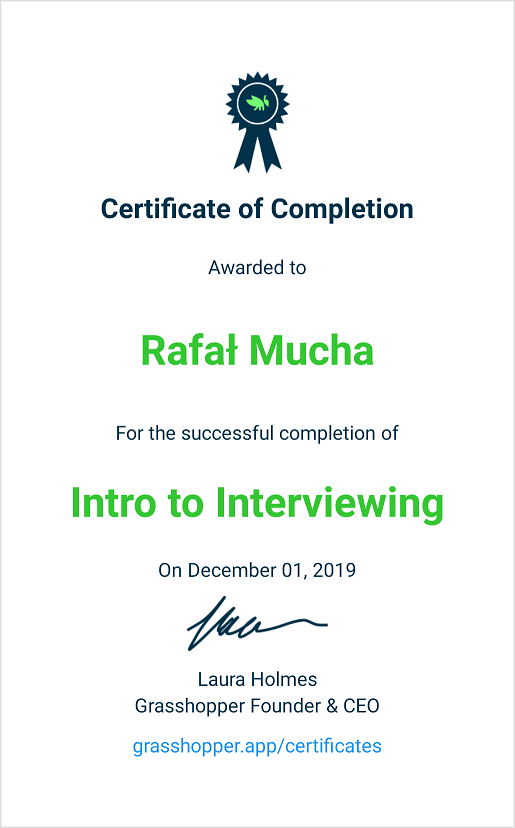 Certificate of Completion
Awarded to
Rafał Mucha
For the successful completion of
Intro to Interviewing
On December 01, 2019
Laura Holmes
Grasshopper Founder & CEO
grasshopper.app/certificates